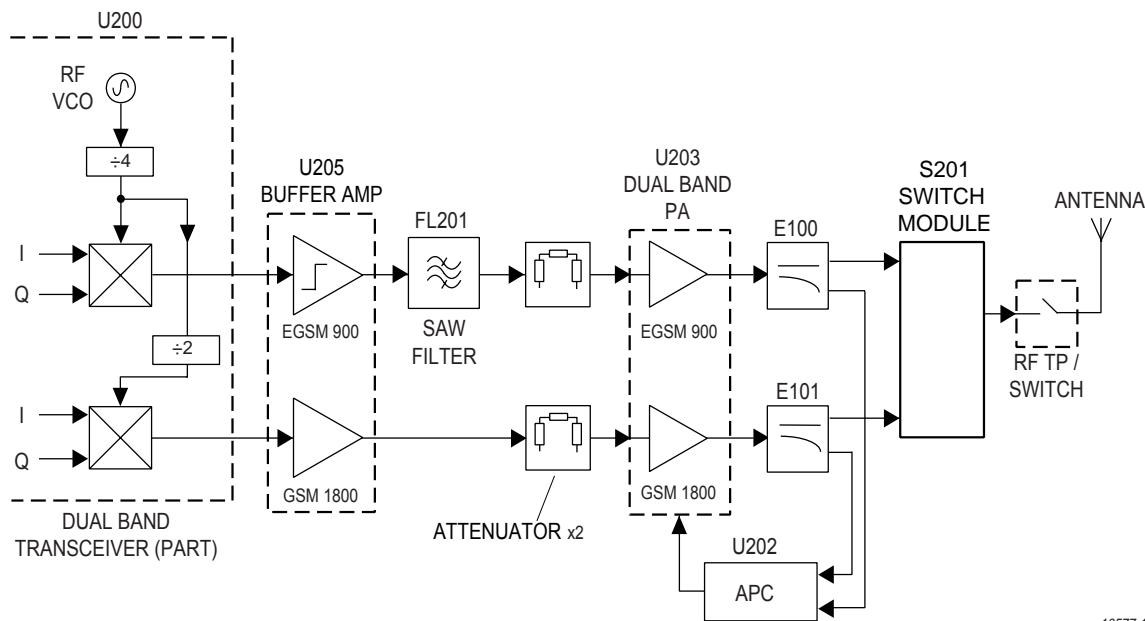 U200
RF
VCO
÷4
I
Q
÷2
I
Q
DUAL BAND
TRANSCEIVER (PART)
U205
BUFFER AMP
EGSM 900
GSM 1800
FL201
SAW
FILTER
ATTENUATOR x2
U203
DUAL BAND
PA
EGSM 900
GSM 1800
E100
E101
U202
APC
S201
SWITCH
MODULE
ANTENNA
RF TP /
SWITCH